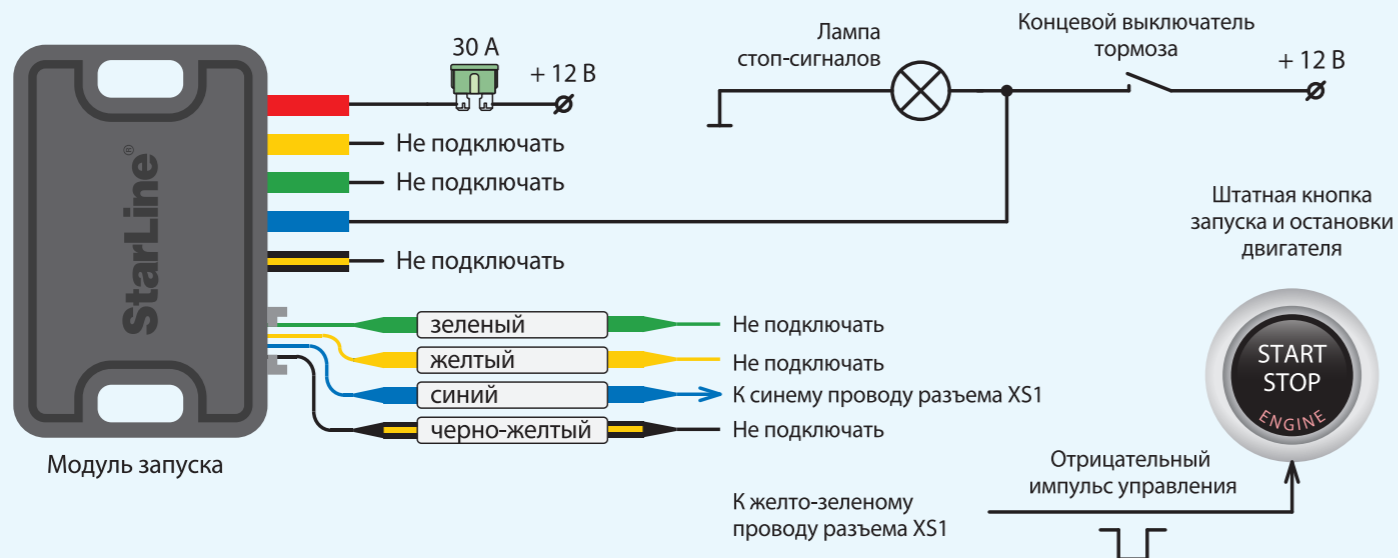 30 А
+ 12 В
Лампа
стоп-сигналов
Концевой выключатель
тормоза
+ 12 В
Не подключать
Не подключать
Не подключать
StarLine®
Штатная кнопка
запуска и остановки
двигателя
START
STOP
ENGINE
зеленый
Не подключать
желтый
Не подключать
синий
К синему проводу разъема XS1
черно-желтый
Не подключать
Модуль запуска
Отрицательный
импульс управления
К желто-зеленому
проводу разъема XS1